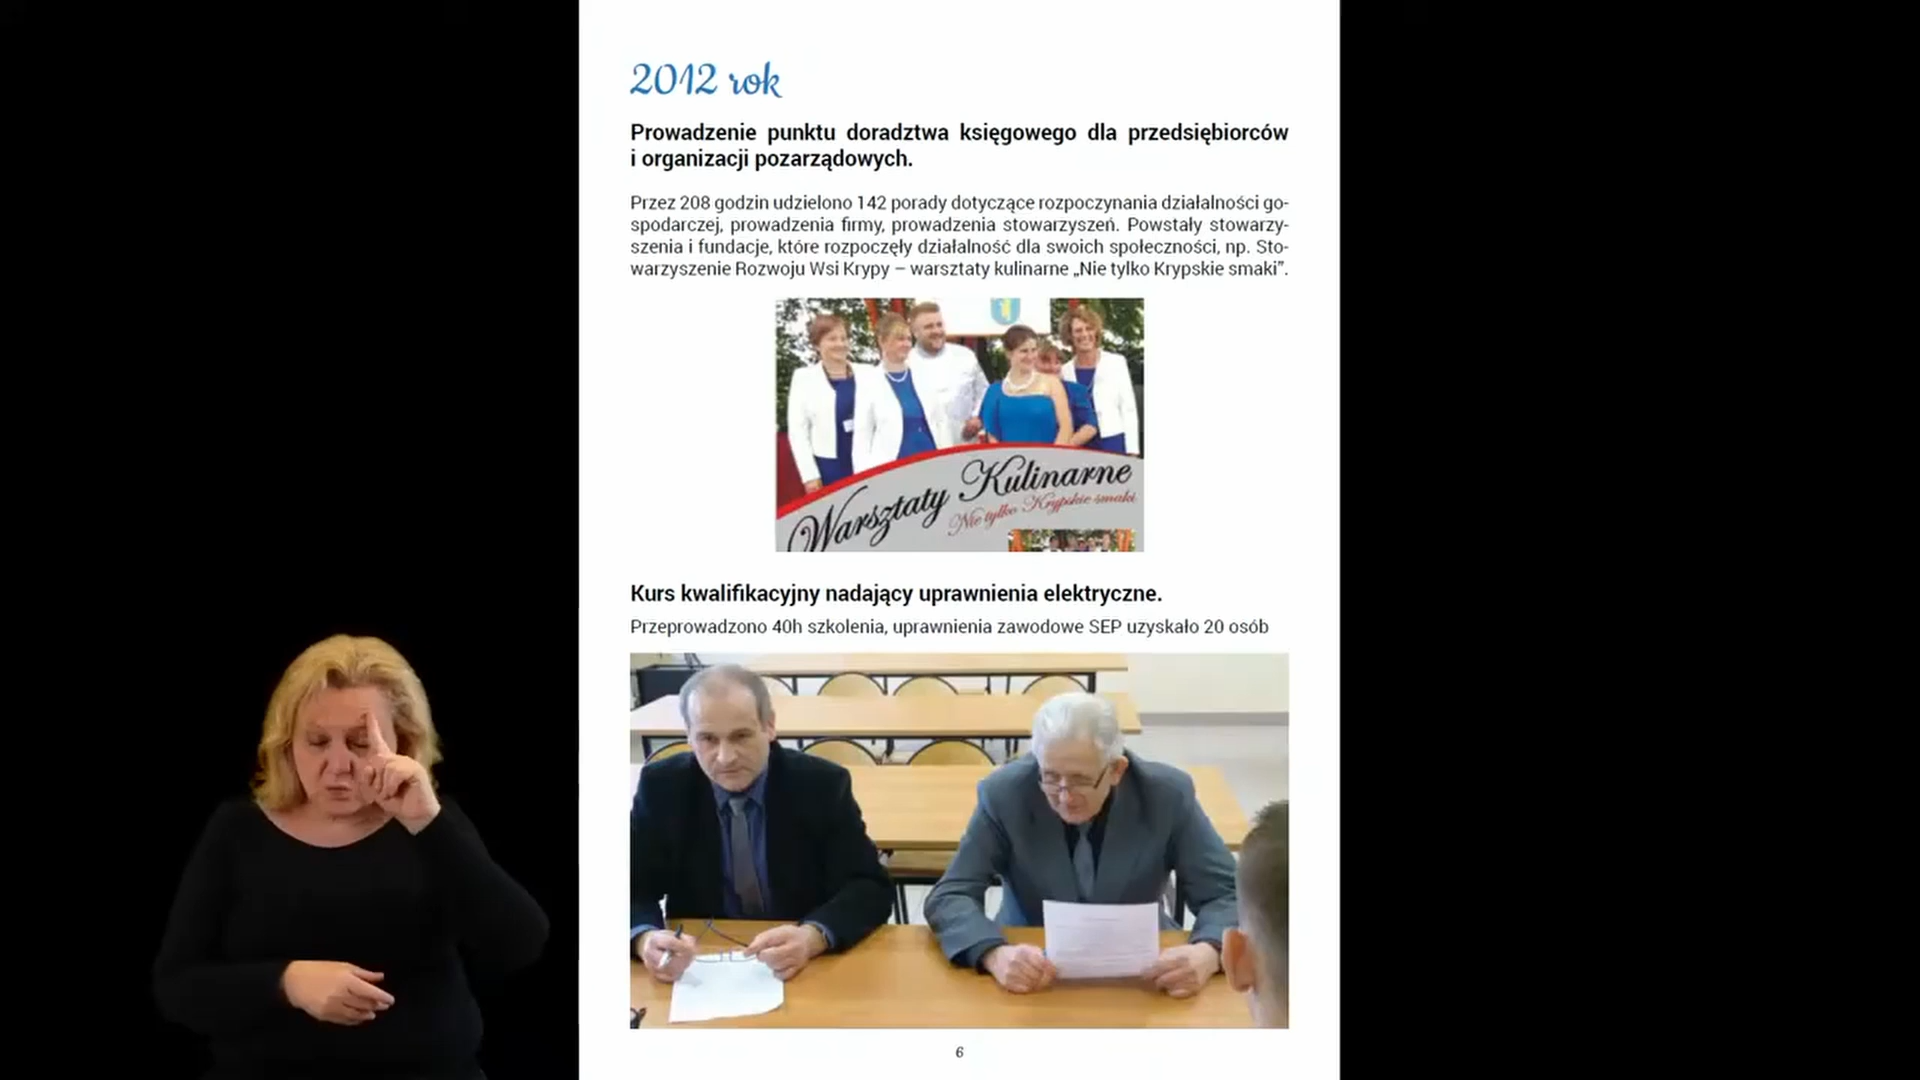 2012 rok
Prowadzenie punktu doradztwa księgowego dla przedsiębiorców
i organizacji pozarządowych.
Przez 208 godzin udzielono 142 porady dotyczące rozpoczynania działalności go-
spodarczej, prowadzenia firmy, prowadzenia stowarzyszeń. Powstały stowarzy-
szenia i fundacje, które rozpoczęły działalność dla swoich społeczności, np. Sto-
warzyszenie Rozwoju Wsi Krypy – warsztaty kulinarne „Nie tylko Krypskie smaki”.
Warsztaty Kulinarne
Nie tylko Krypskie smaki
Kurs kwalifikacyjny nadający uprawnienia elektryczne.
Przeprowadzono 40h szkolenia, uprawnienia zawodowe SEP uzyskało 20 osób
6